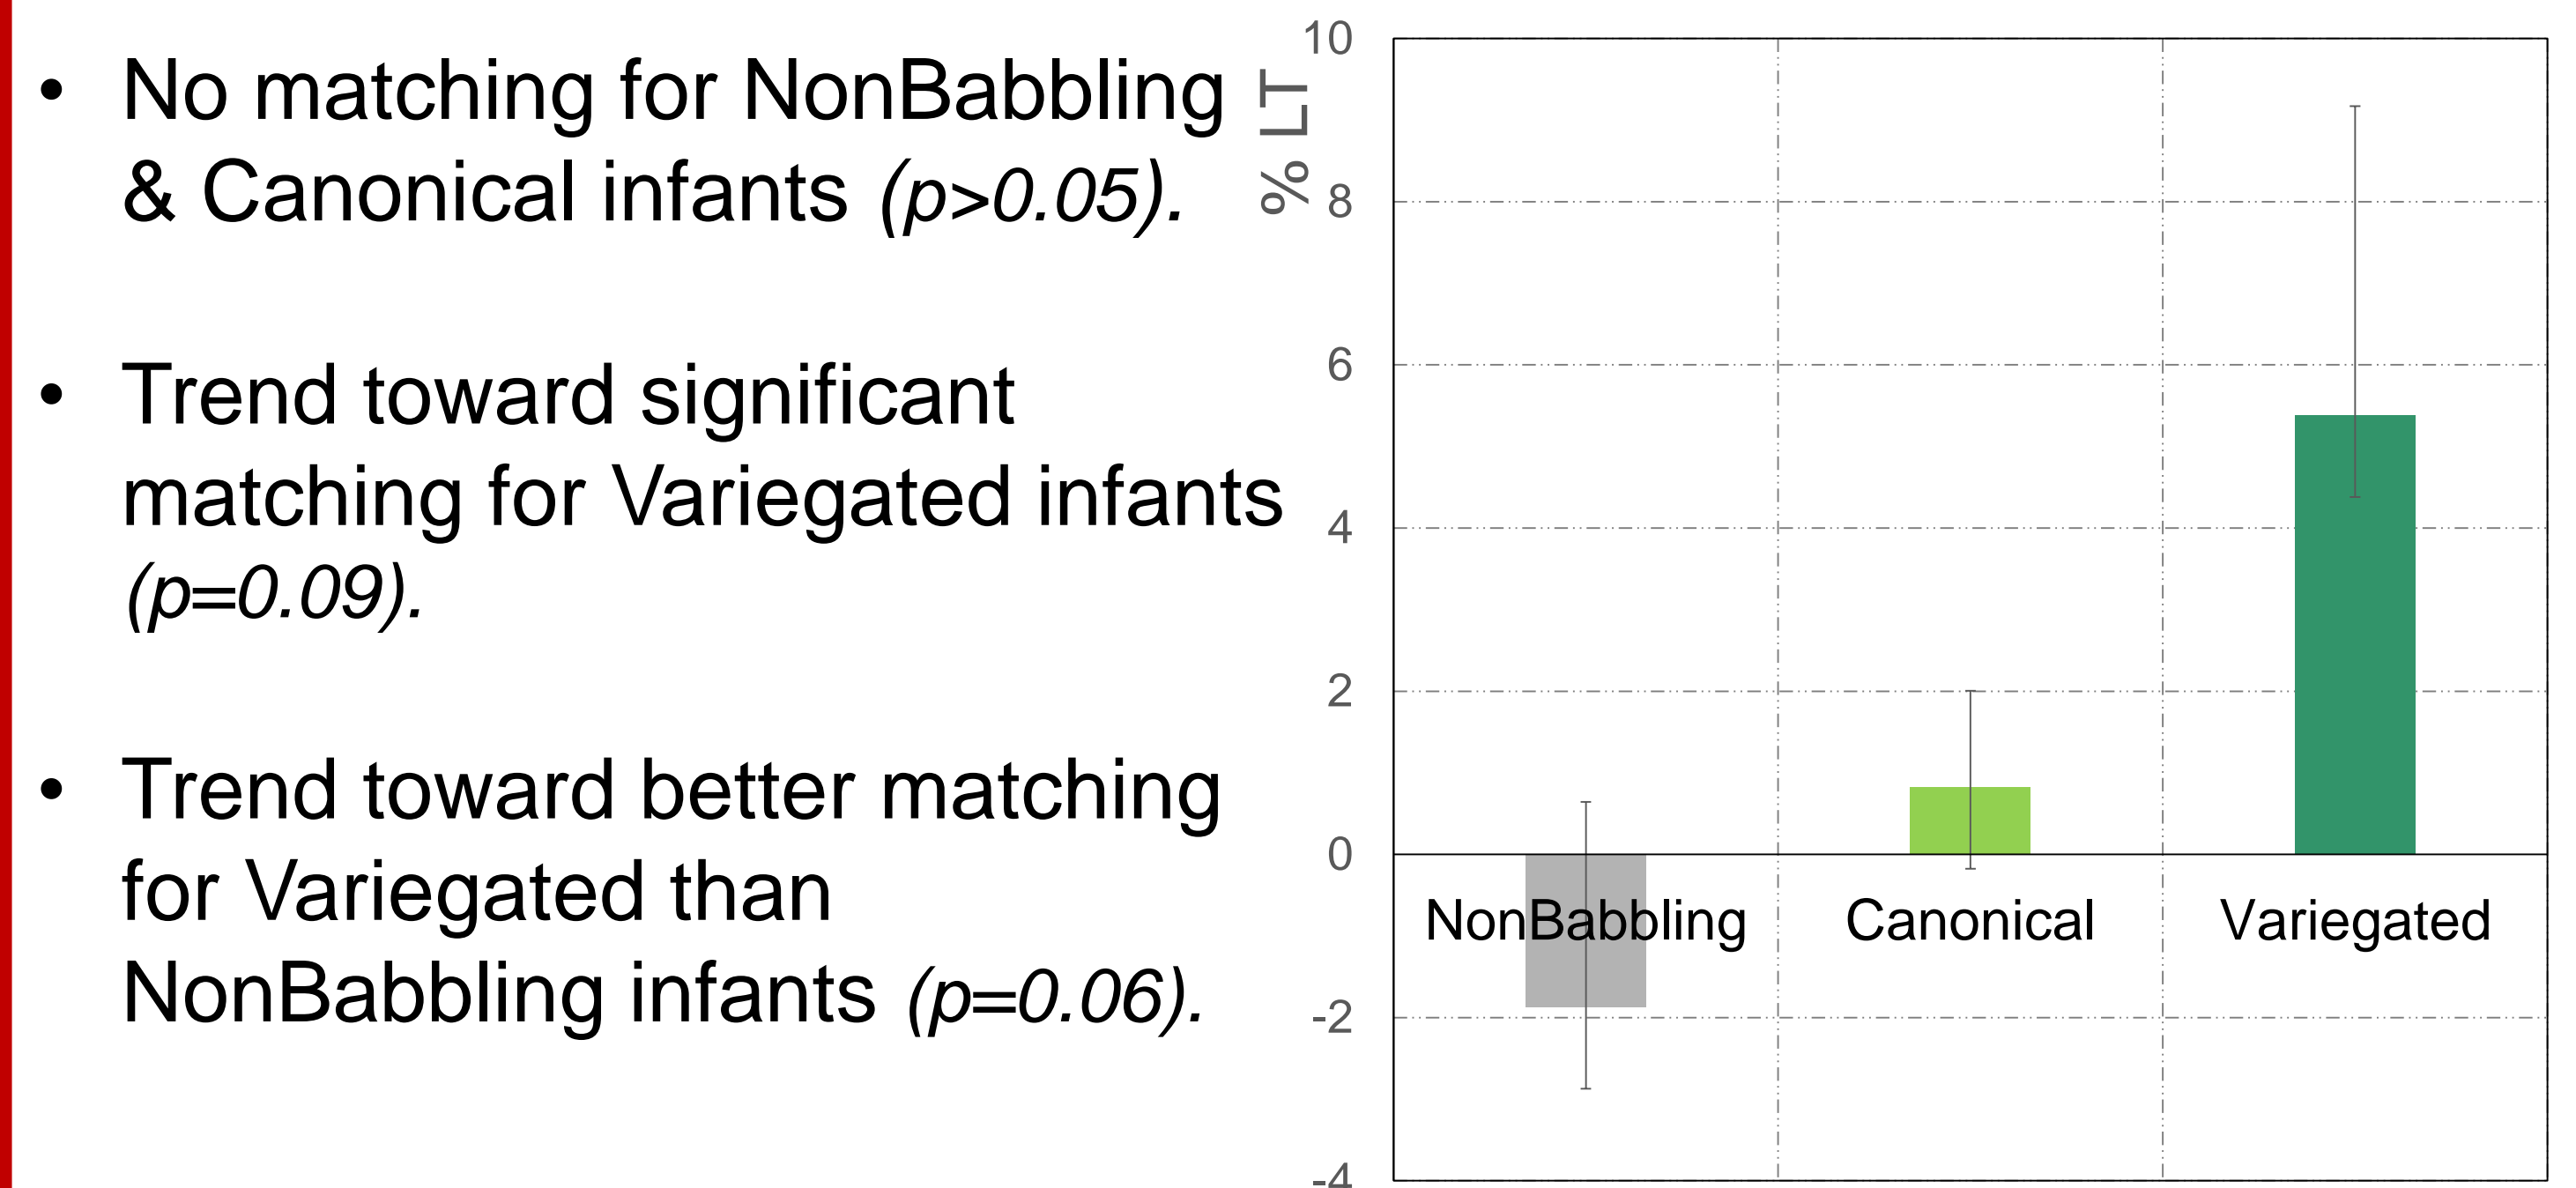 • No matching for NonBabbling
& Canonical infants (p>0.05).
• Trend toward significant
matching for Variegated infants
(p=0.09).
• Trend toward better matching
for Variegated than
NonBabbling infants (p=0.06).
% LT
10
8
6
4
2
0
-2
-4
NonBabbling
Canonical
Variegated